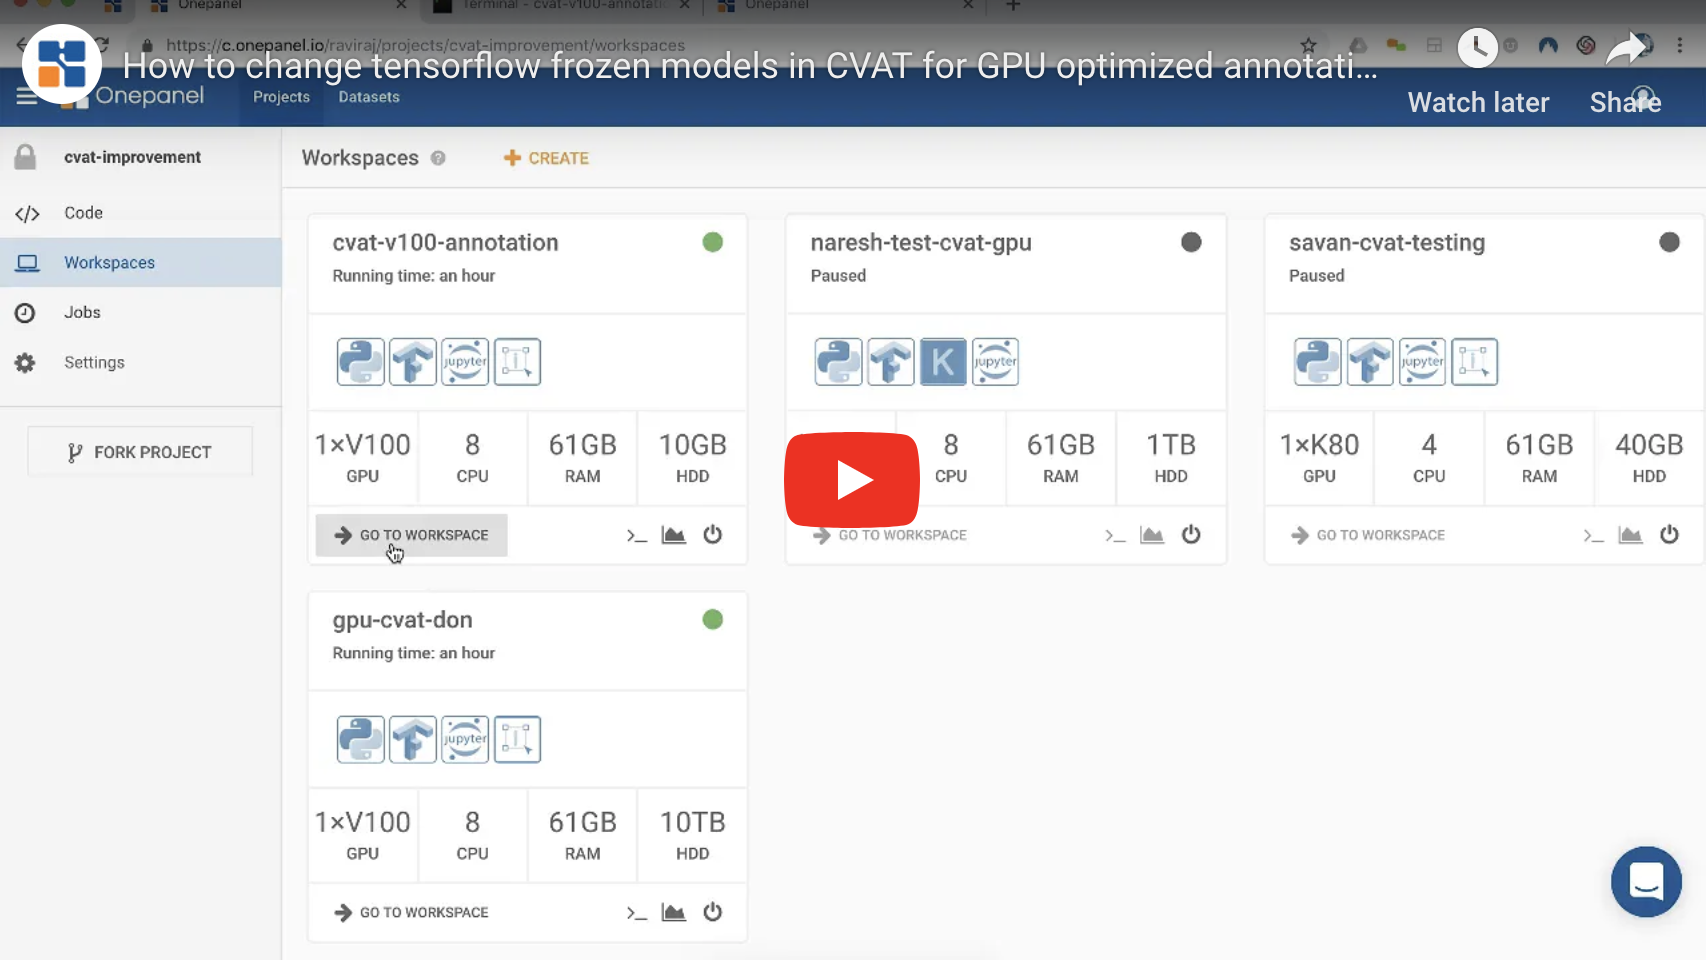 Onepanel
Terminal - cvat-v100-annotatio
Onepanel
https://c.onepanel.io/raviraj/projects/cvat-improvement/workspaces
How to change tensorflow frozen models in CVAT for GPU optimized annotati...
Watch later
Share
Onepanel
Projects
Datasets
cvat-improvement
Code
Workspaces
Jobs
Settings
FORK PROJECT
Workspaces ?
+ CREATE
cvat-v100-annotation
Running time: an hour
jupyter
1×V100 8 61GB 10GB
GPU CPU RAM HDD
GO TO WORKSPACE
naresh-test-cvat-gpu
Paused
K jupyter
8 61GB 1TB
CPU RAM HDD
GO TO WORKSPACE
savan-cvat-testing
Paused
jupyter
1×K80 4 61GB 40GB
GPU CPU RAM HDD
GO TO WORKSPACE
gpu-cvat-don
Running time: an hour
jupyter
1×V100 8 61GB 10TB
GPU CPU RAM HDD
GO TO WORKSPACE